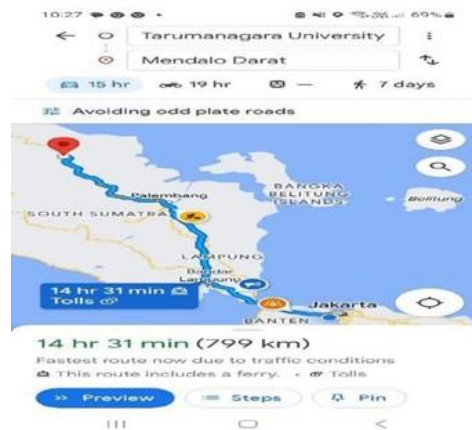 10:27 69%
Tarumanagara University
Mendalo Darat
15 hr 19 hr — 7 days
Avoiding odd plate roads
Palembang
BANGKA
BELITUNG
ISLANDS
Belitung
SOUTH SUMATRA
LAMPUNG
Bandar
Lampung
14 hr 31 min
Tolls
Jakarta
BANTEN
14 hr 31 min (799 km)
Fastest route now due to traffic conditions
This route includes a ferry. • Tolls
Preview Steps Pin